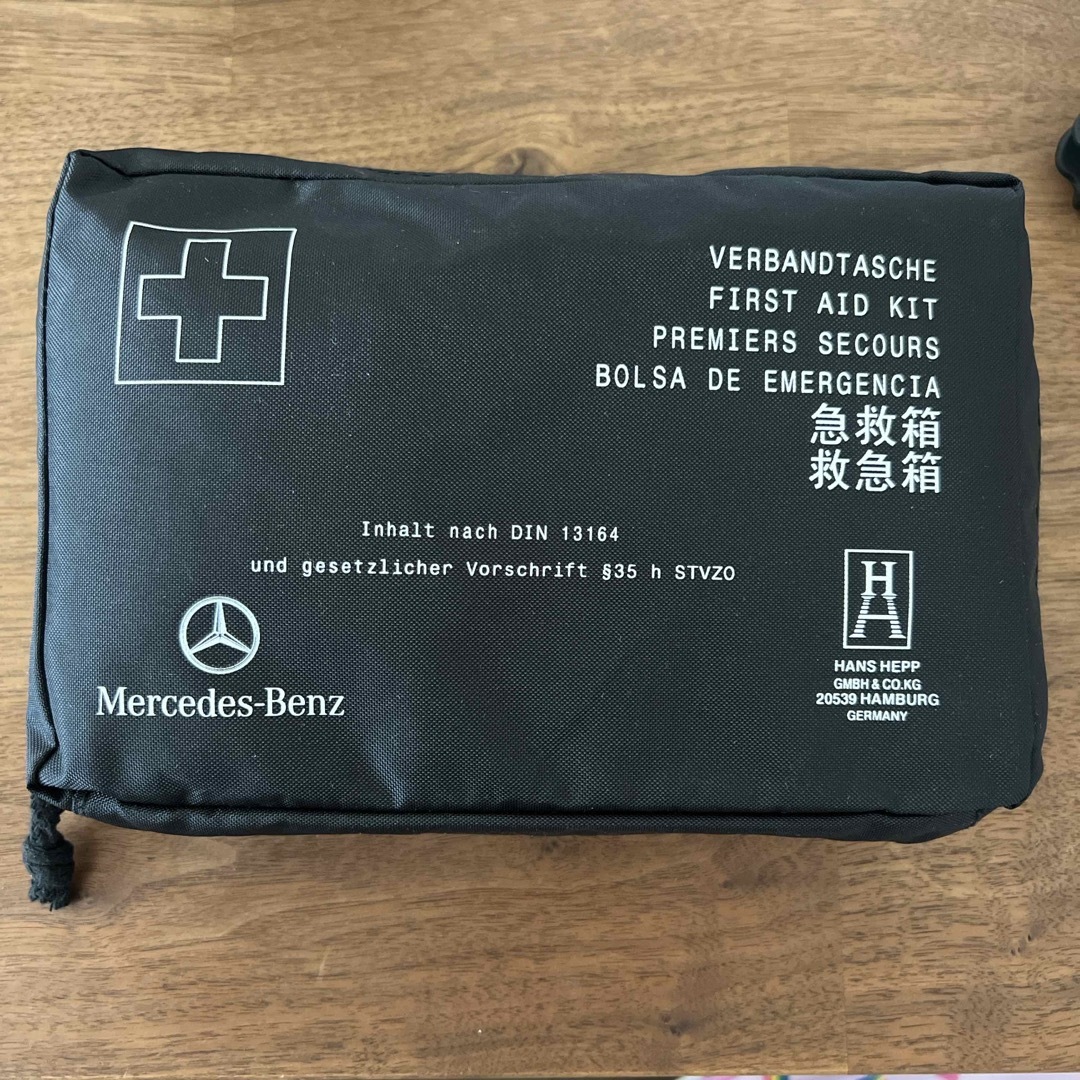 VERBANDTASCHE
FIRST AID KIT
PREMIERS SECOURS
BOLSA DE EMERGENCIA
急救箱
救急箱
Inhalt nach DIN 13164
und gesetzlicher Vorschrift §35 h STVZO
Mercedes-Benz
HA
HANS HEPP
GMBH & CO.KG
20539 HAMBURG
GERMANY